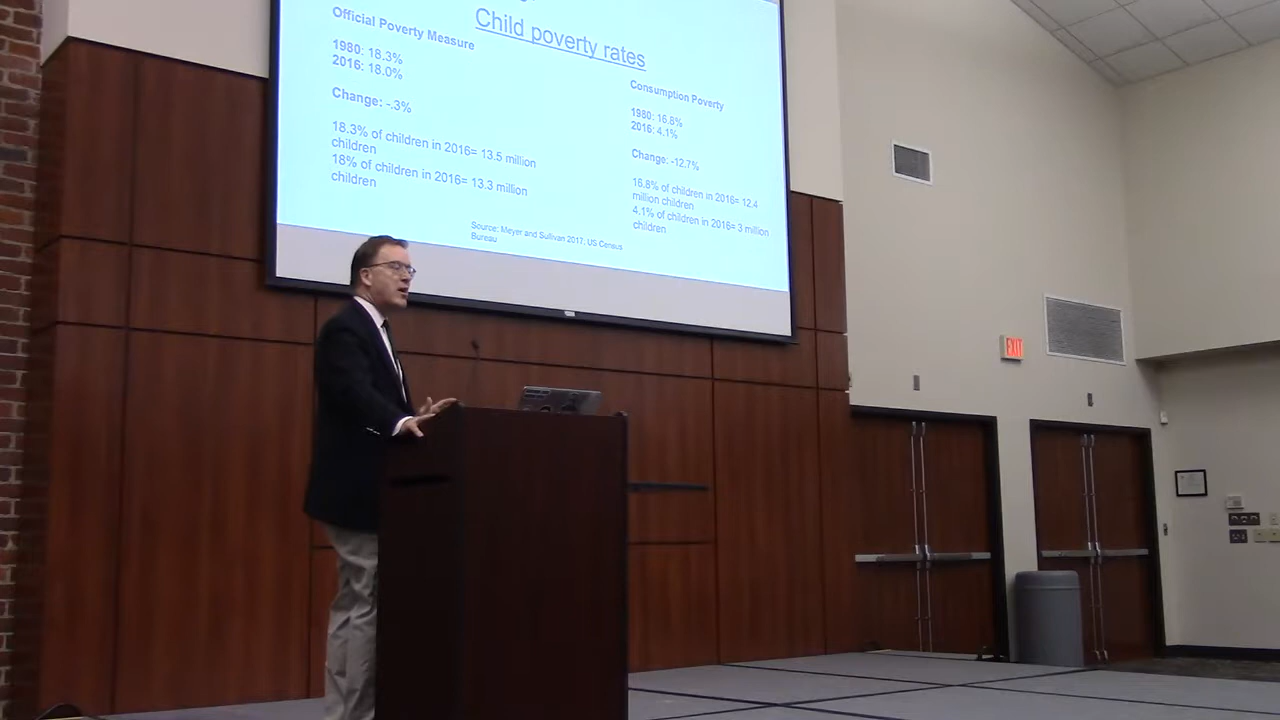 Child poverty rates
Official Poverty Measure
1980: 18.3%
2016: 18.0%
Change: -.3%
18.3% of children in 2016= 13.5 million
children
18% of children in 2016= 13.3 million
children
Consumption Poverty
1980: 16.8%
2016: 4.1%
Change: -12.7%
16.8% of children in 2016= 12.4
million children
4.1% of children in 2016= 3 million
children
Source: Meyer and Sullivan 2017; US Census
Bureau
EXIT